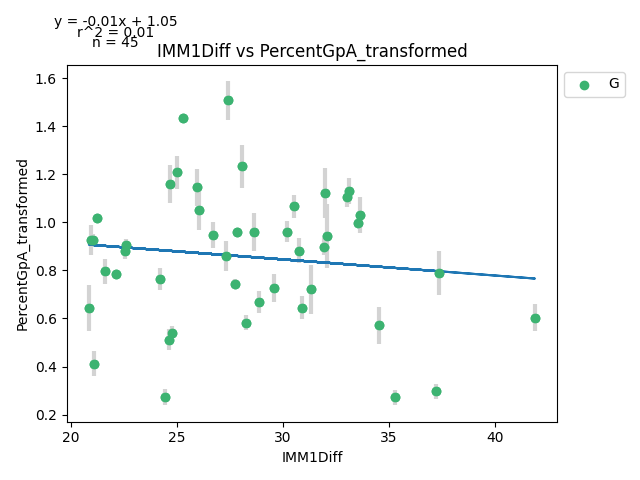 y = -0.01x + 1.05
r^2 = 0.01
n = 45
IMM1Diff vs PercentGpA_transformed
G
PercentGpA_transformed
1.6
1.4
1.2
1.0
0.8
0.6
0.4
0.2
20 25 30 35 40
IMM1Diff